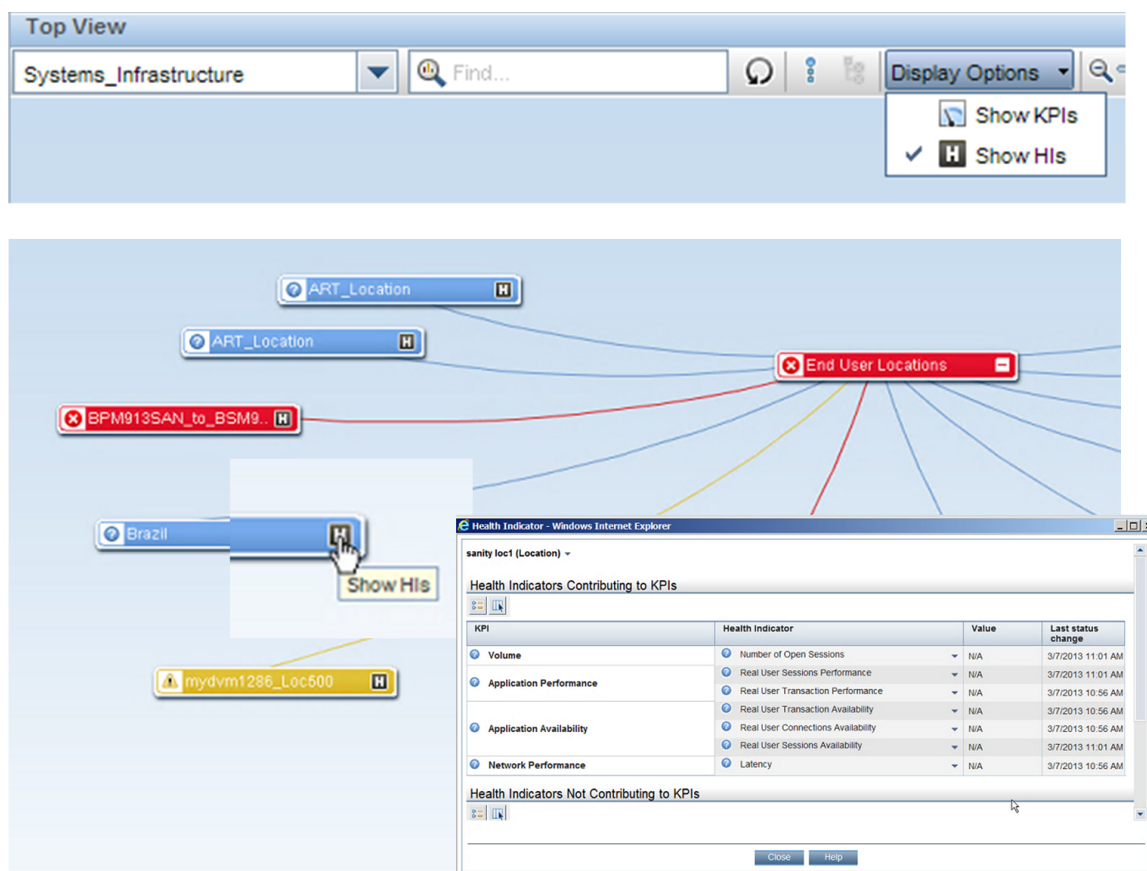 Top View
Systems_Infrastructure Find... Display Options
Show KPIs
H Show HIs
ART_Location H
ART_Location H
End User Locations
BPM913SAN_to_BSM9.. H
Brazil H
Show HIs
mydvm1286_Loc500 H
Health Indicator - Windows Internet Explorer
sanity loc1 (Location)
Health Indicators Contributing to KPIs
KPI Health Indicator Value Last status
change
Volume Number of Open Sessions N/A 3/7/2013 11:01 AM
Application Performance Real User Sessions Performance N/A 3/7/2013 11:01 AM
Real User Transaction Performance N/A 3/7/2013 10:56 AM
Application Availability Real User Transaction Availability N/A 3/7/2013 10:56 AM
Real User Connections Availability N/A 3/7/2013 10:56 AM
Real User Sessions Availability N/A 3/7/2013 11:01 AM
Network Performance Latency N/A 3/7/2013 10:56 AM
Health Indicators Not Contributing to KPIs
Close Help